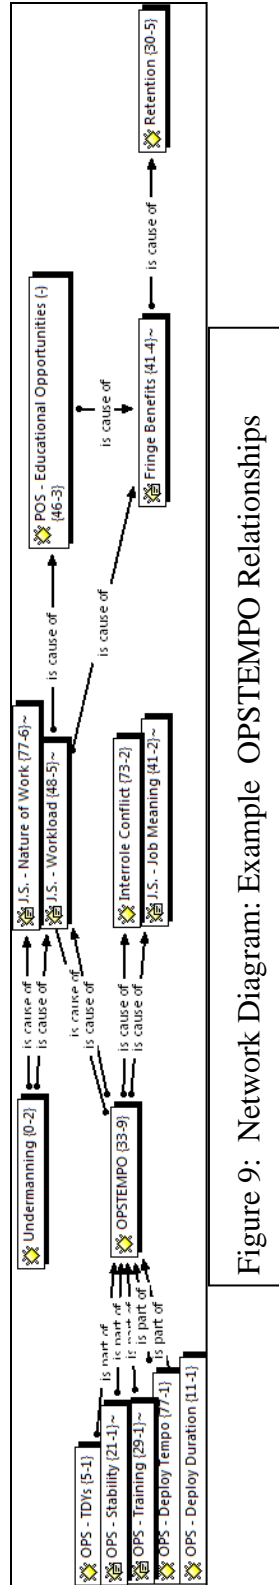 OPS - TDYs {5-1}
OPS - Stability {21-1}~
OPS - Training {29-1}~
OPS - Deploy Tempo {77-1}
OPS - Deploy Duration {11-1}
is part of
is part of
is part of
is part of
is part of
Undermanning {0-2}
OPSTEMPO {33-9}
is cause of
is cause of
is cause of
is cause of
is cause of
is cause of
J.S. - Nature of Work {77-6}~
J.S. - Workload {48-5}~
Interrole Conflict {73-2}
J.S. - Job Meaning {41-2}~
is cause of
is cause of
POS - Educational Opportunities (-)
{46-3}
is cause of
Fringe Benefits {41-4}~
is cause of
Retention {30-5}
Figure 9: Network Diagram: Example OPSTEMPO Relationships